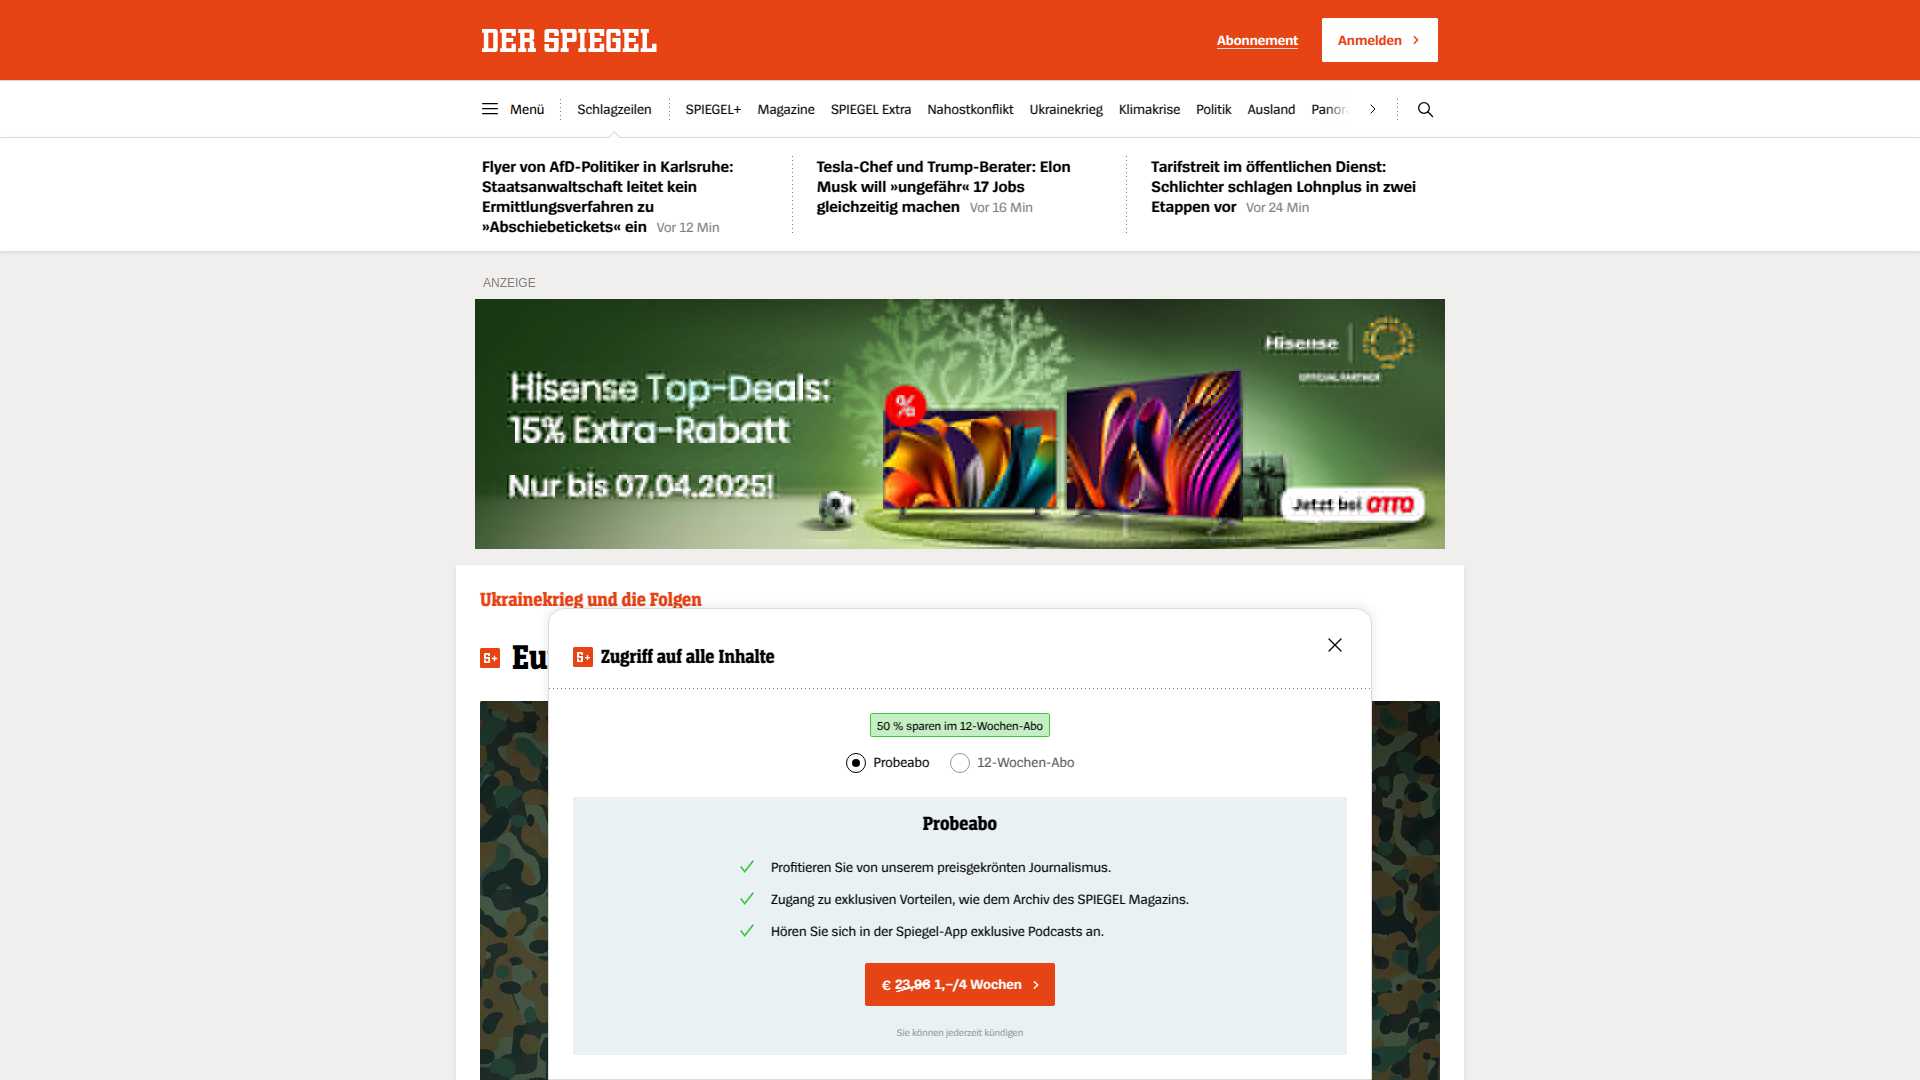 DER SPIEGEL
Abonnement
Anmelden
Menü
Schlagzeilen
SPIEGEL+
Magazine
SPIEGEL Extra
Nahostkonflikt
Ukrainekrieg
Klimakrise
Politik
Ausland
Flyer von AfD-Politiker in Karlsruhe:
Staatsanwaltschaft leitet kein
Ermittlungsverfahren zu
»Abschiebetickets« ein Vor 12 Min
Tesla-Chef und Trump-Berater: Elon
Musk will »ungefähr« 17 Jobs
gleichzeitig machen Vor 16 Min
Tarifstreit im öffentlichen Dienst:
Schlichter schlagen Lohnplus in zwei
Etappen vor Vor 24 Min
ANZEIGE
Hisense Top-Deals:
15% Extra-Rabatt
Nur bis 07.04.2025!
%
Hisense
OFFICIAL PARTNER
Jetzt bei OTTO
Ukrainekrieg und die Folgen
Zugriff auf alle Inhalte
50 % sparen im 12-Wochen-Abo
Probeabo
12-Wochen-Abo
Probeabo
Profitieren Sie von unserem preisgekrönten Journalismus.
Zugang zu exklusiven Vorteilen, wie dem Archiv des SPIEGEL Magazins.
Hören Sie sich in der Spiegel-App exklusive Podcasts an.
€ 23,96 1,–/4 Wochen
Sie können jederzeit kündigen